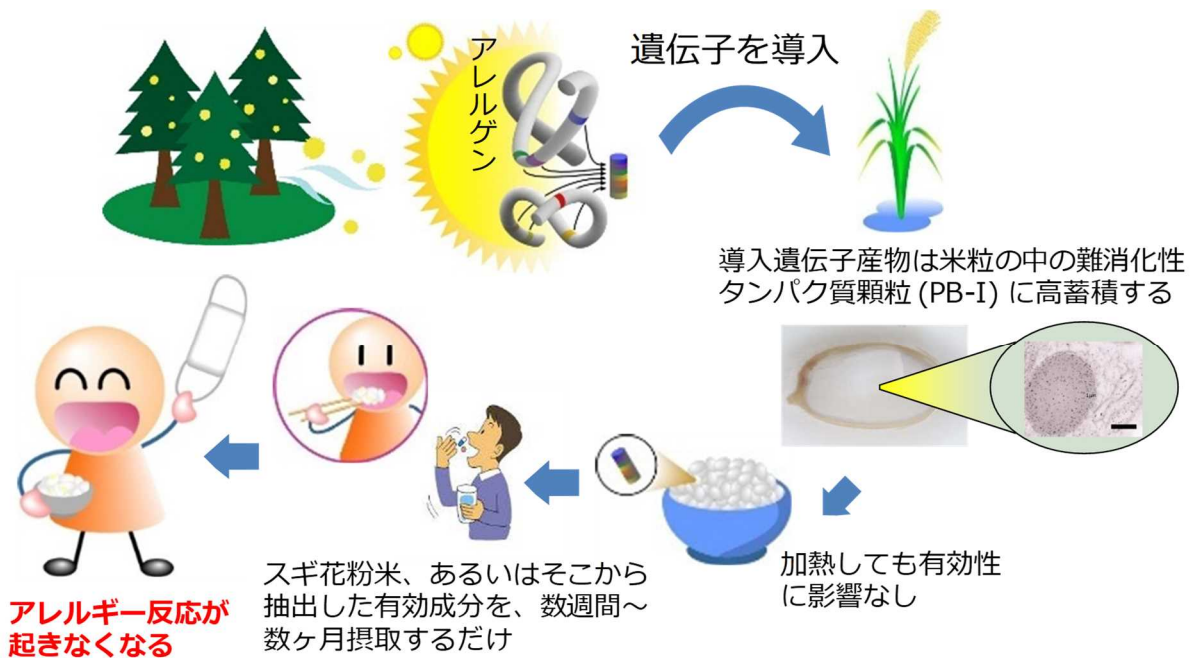 アレルゲン
遺伝子を導入
導入遺伝子産物は米粒の中の難消化性
タンパク質顆粒 (PB-I) に高蓄積する
加熱しても有効性
に影響なし
スギ花粉米、あるいはそこから
抽出した有効成分を、数週間～
数ヶ月摂取するだけ
アレルギー反応が
起きなくなる